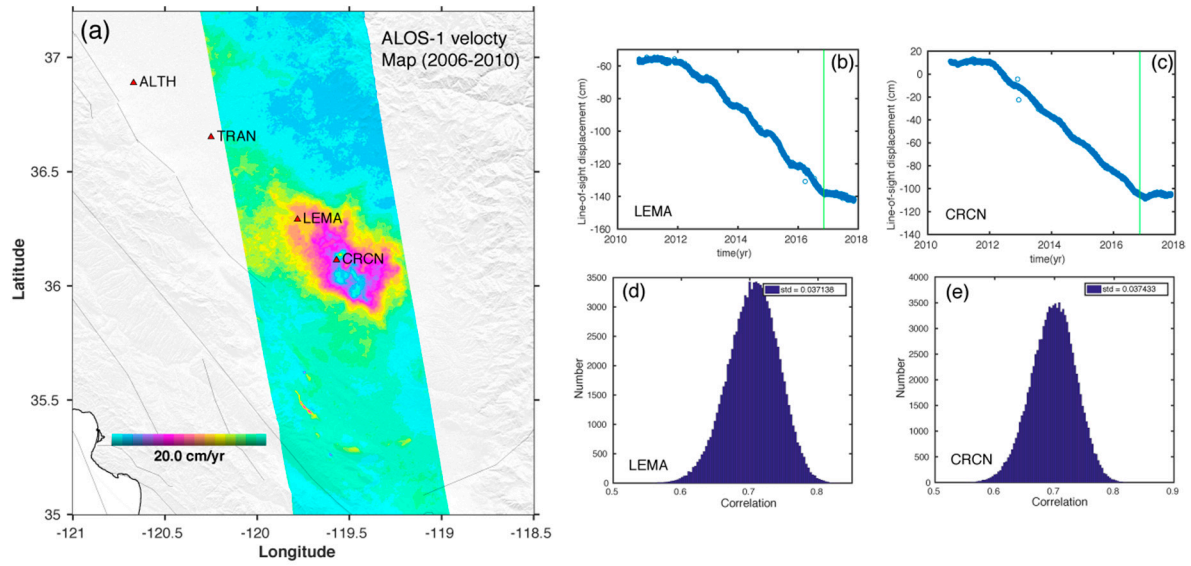 (a)
ALOS-1 velocty
Map (2006-2010)
ALTH
TRAN
LEMA
CRCN
20.0 cm/yr
37
36.5
36
35.5
35
Latitude
-121 -120.5 -120 -119.5 -119 -118.5
Longitude
(b)
-60
-80
-100
-120
-140
-160
Line-of-sight displacement (cm)
LEMA
2010 2012 2014 2016 2018
time(yr)
(c)
20
0
-20
-40
-60
-80
-100
-120
-140
Line-of-sight displacement (cm)
CRCN
2010 2012 2014 2016 2018
time(yr)
(d)
std = 0.037138
3500
3000
2500
2000
1500
1000
500
0
Number
LEMA
0.5 0.6 0.7 0.8
Correlation
(e)
std = 0.037433
4000
3500
3000
2500
2000
1500
1000
500
0
Number
CRCN
0.5 0.6 0.7 0.8 0.9
Correlation